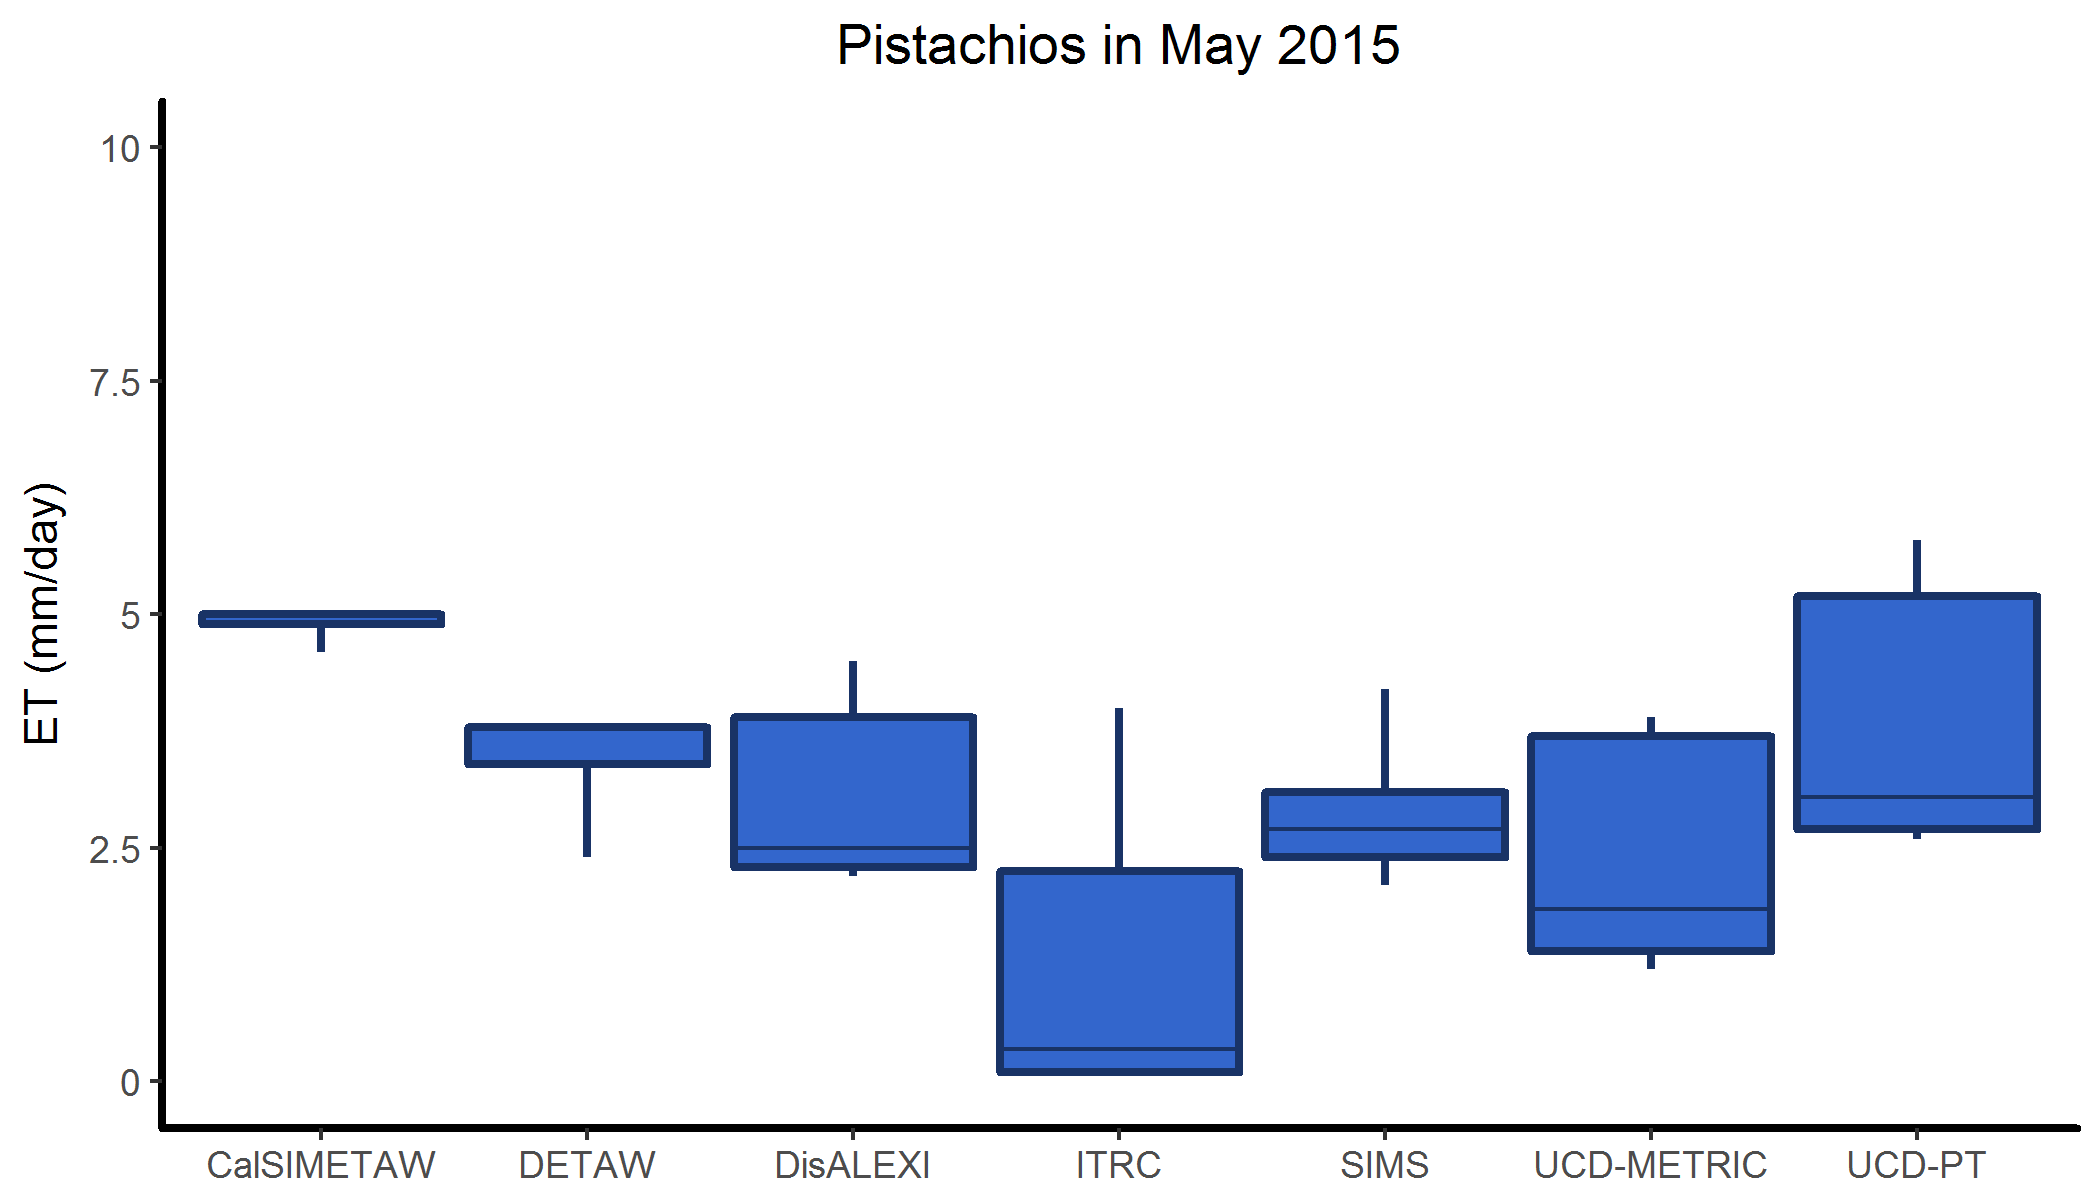 Pistachios in May 2015
ET (mm/day)
10
7.5
5
2.5
0
CalSIMETAW DETAW DisALEXI ITRC SIMS UCD-METRIC UCD-PT